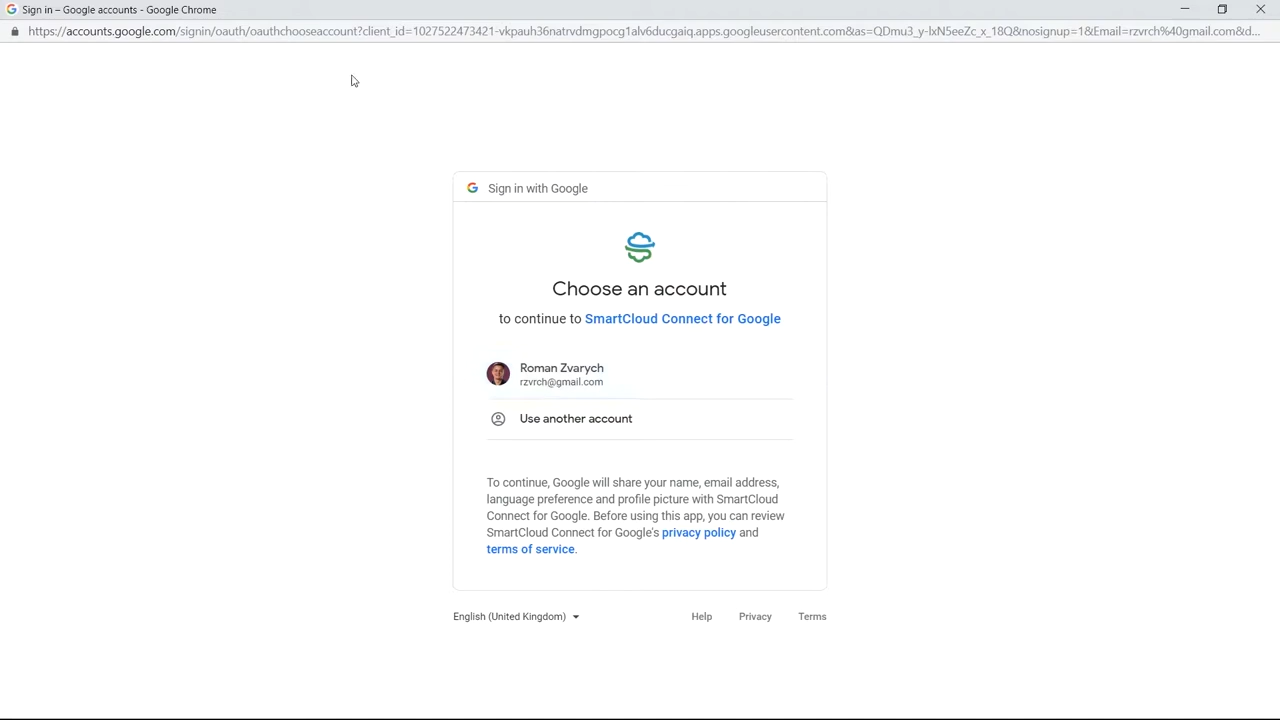 Sign in – Google accounts - Google Chrome
https://accounts.google.com/signin/oauth/oauthchooseaccount?client_id=1027522473421-vkpauh36natrvdmgpocg1alv6ducgaiq.apps.googleusercontent.com&as=QDmu3_y-lxN5eeZc_x_18Q&nosignup=1&Email=rzvrch%40gmail.com&d...
Sign in with Google
Choose an account
to continue to SmartCloud Connect for Google
Roman Zvarych
rzvrch@gmail.com
Use another account
To continue, Google will share your name, email address,
language preference and profile picture with SmartCloud
Connect for Google. Before using this app, you can review
SmartCloud Connect for Google's privacy policy and
terms of service.
English (United Kingdom) Help Privacy Terms